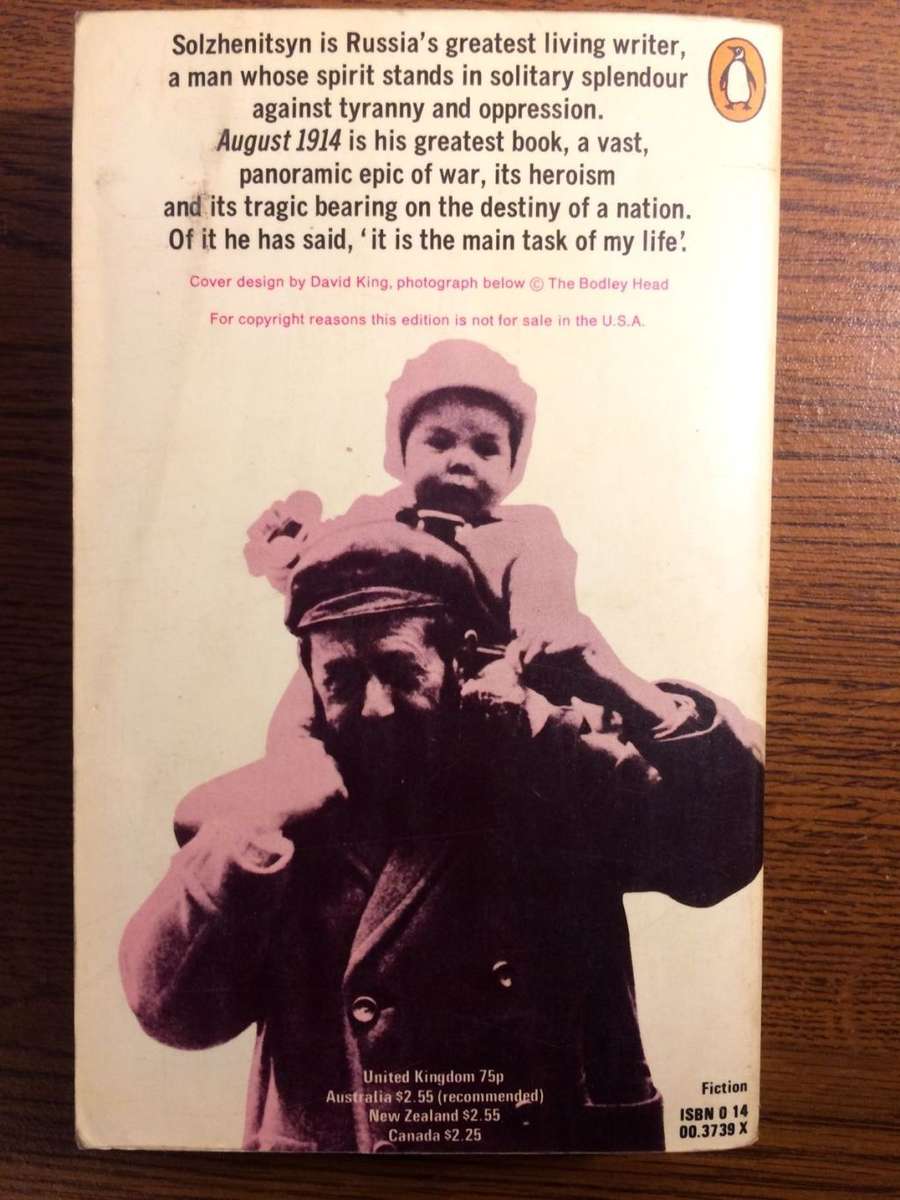 Solzhenitsyn is Russia's greatest living writer,
a man whose spirit stands in solitary splendour
against tyranny and oppression.
August 1914 is his greatest book, a vast,
panoramic epic of war, its heroism
and its tragic bearing on the destiny of a nation.
Of it he has said, ‘it is the main task of my life’.
Cover design by David King, photograph below © The Bodley Head
For copyright reasons this edition is not for sale in the U.S.A.
United Kingdom 75p
Australia $2.55 (recommended)
New Zealand $2.55
Canada $2.25
Fiction
ISBN 0 14
00.3739 X